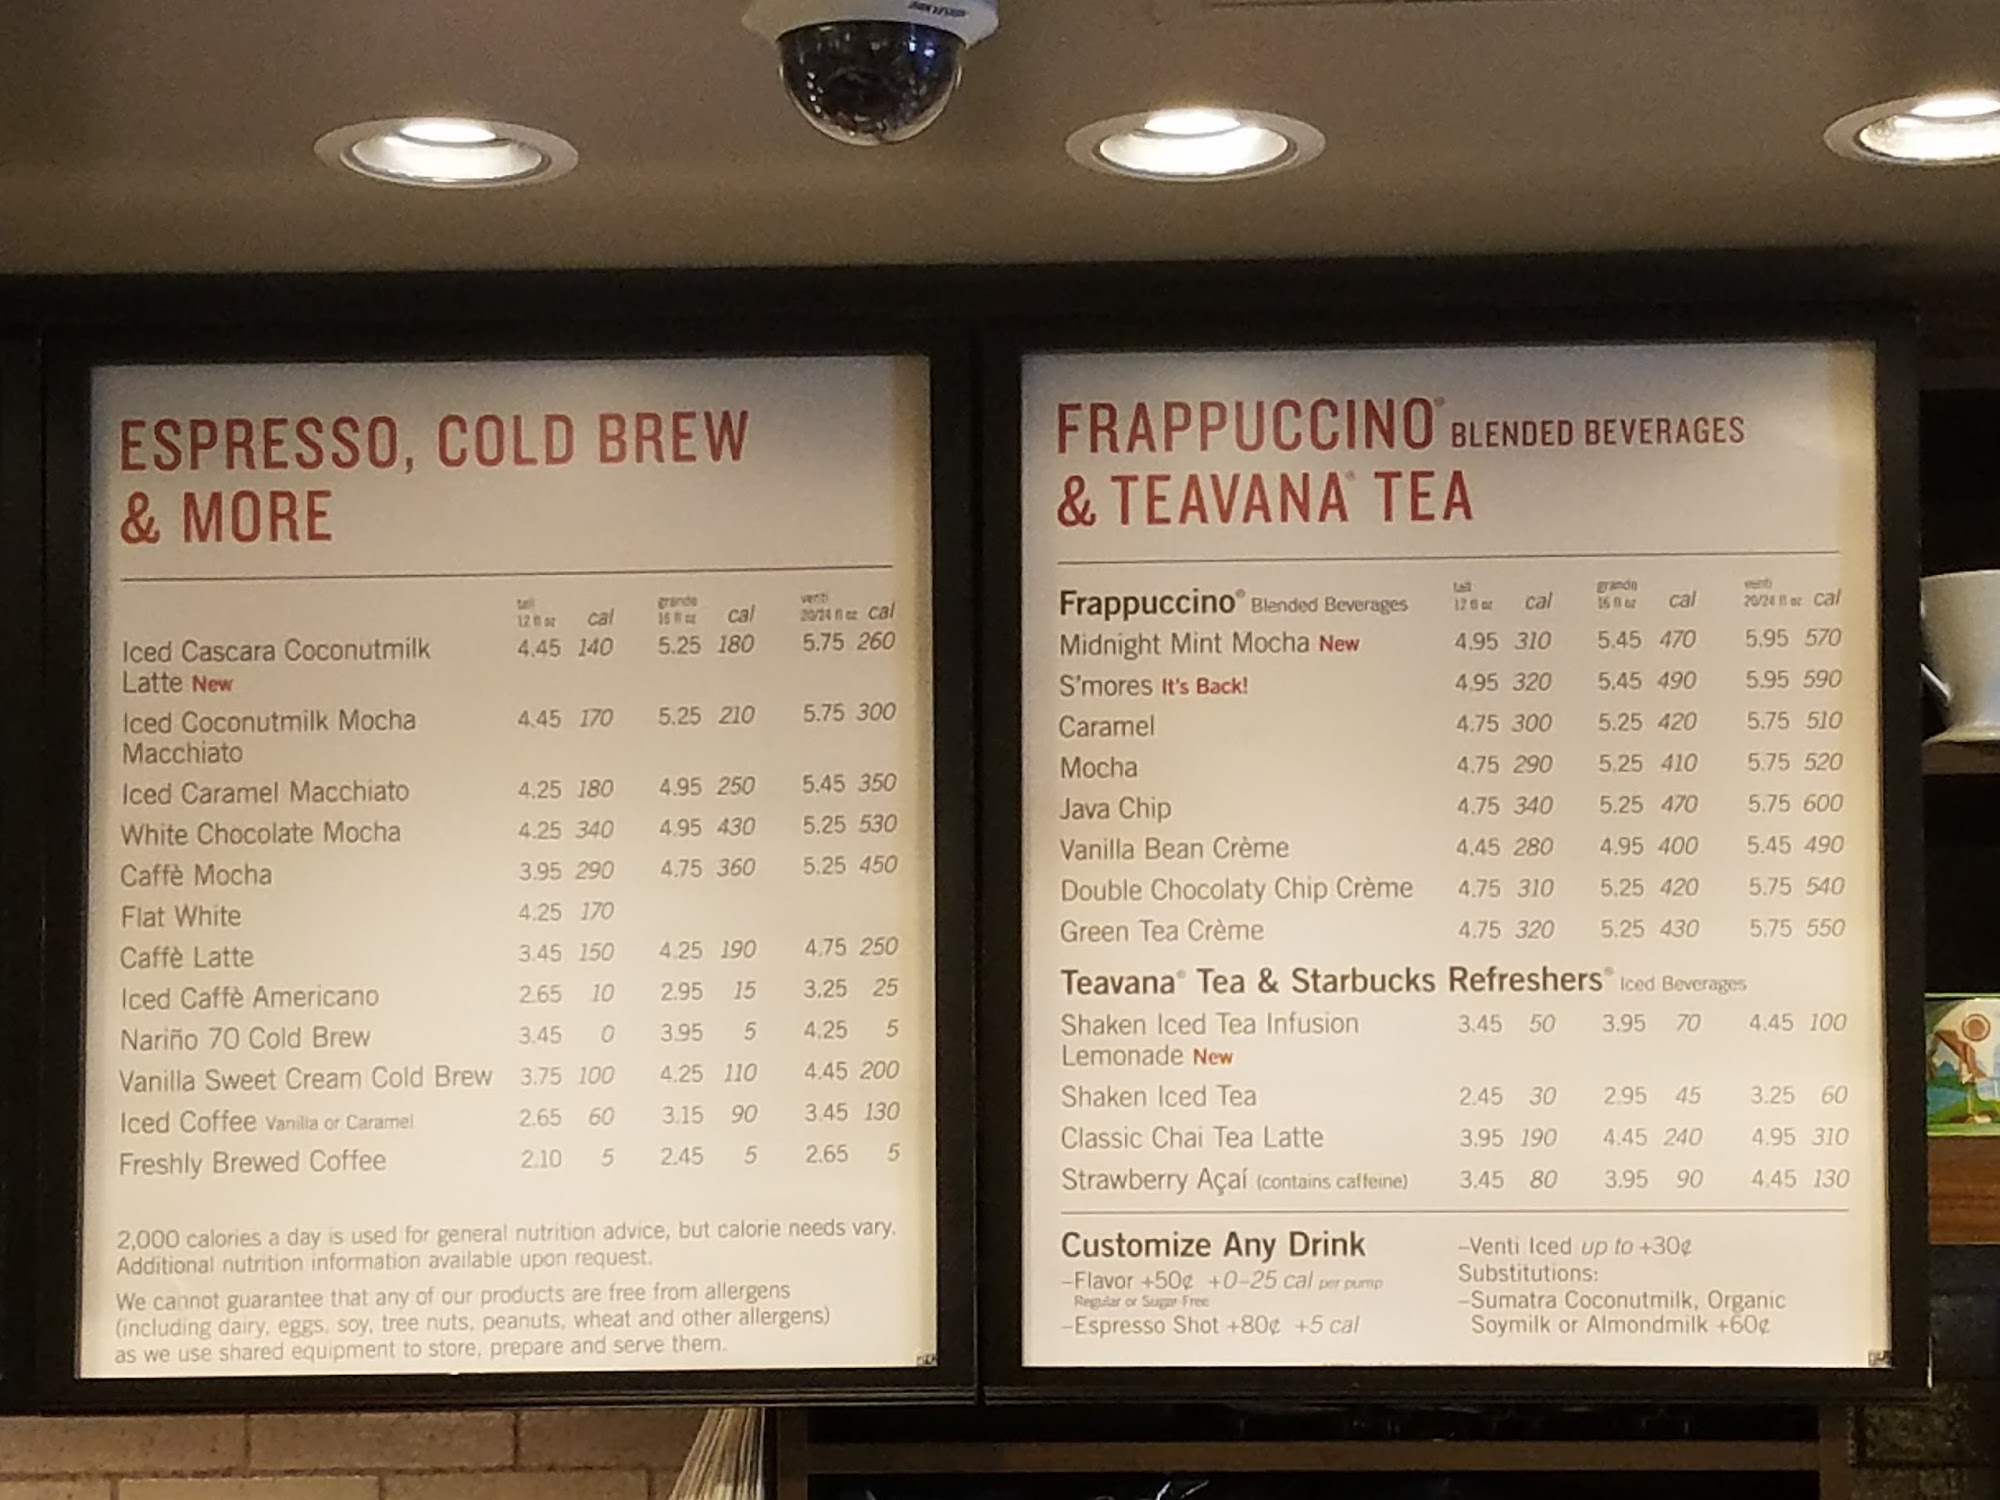 HIKVISION
ESPRESSO, COLD BREW
& MORE
tall 12 fl oz cal grande 16 fl oz cal venti 20/24 fl oz cal
Iced Cascara Coconutmilk 4.45 140 5.25 180 5.75 260
Latte New
Iced Coconutmilk Mocha 4.45 170 5.25 210 5.75 300
Macchiato
Iced Caramel Macchiato 4.25 180 4.95 250 5.45 350
White Chocolate Mocha 4.25 340 4.95 430 5.25 530
Caffè Mocha 3.95 290 4.75 360 5.25 450
Flat White 4.25 170
Caffè Latte 3.45 150 4.25 190 4.75 250
Iced Caffè Americano 2.65 10 2.95 15 3.25 25
Nariño 70 Cold Brew 3.45 0 3.95 5 4.25 5
Vanilla Sweet Cream Cold Brew 3.75 100 4.25 110 4.45 200
Iced Coffee Vanilla or Caramel 2.65 60 3.15 90 3.45 130
Freshly Brewed Coffee 2.10 5 2.45 5 2.65 5
2,000 calories a day is used for general nutrition advice, but calorie needs vary.
Additional nutrition information available upon request.
We cannot guarantee that any of our products are free from allergens
(including dairy, eggs, soy, tree nuts, peanuts, wheat and other allergens)
as we use shared equipment to store, prepare and serve them.
FRAPPUCCINO® BLENDED BEVERAGES
& TEAVANA® TEA
Frappuccino® Blended Beverages tall 12 fl oz cal grande 16 fl oz cal venti 20/24 fl oz cal
Midnight Mint Mocha New 4.95 310 5.45 470 5.95 570
S'mores It's Back! 4.95 320 5.45 490 5.95 590
Caramel 4.75 300 5.25 420 5.75 510
Mocha 4.75 290 5.25 410 5.75 520
Java Chip 4.75 340 5.25 470 5.75 600
Vanilla Bean Crème 4.45 280 4.95 400 5.45 490
Double Chocolaty Chip Crème 4.75 310 5.25 420 5.75 540
Green Tea Crème 4.75 320 5.25 430 5.75 550
Teavana® Tea & Starbucks Refreshers® Iced Beverages
Shaken Iced Tea Infusion 3.45 50 3.95 70 4.45 100
Lemonade New
Shaken Iced Tea 2.45 30 2.95 45 3.25 60
Classic Chai Tea Latte 3.95 190 4.45 240 4.95 310
Strawberry Açaí (contains caffeine) 3.45 80 3.95 90 4.45 130
Customize Any Drink
–Flavor +50¢ +0–25 cal per pump
Regular or Sugar-Free
–Espresso Shot +80¢ +5 cal
–Venti Iced up to +30¢
Substitutions:
–Sumatra Coconutmilk, Organic
Soymilk or Almondmilk +60¢